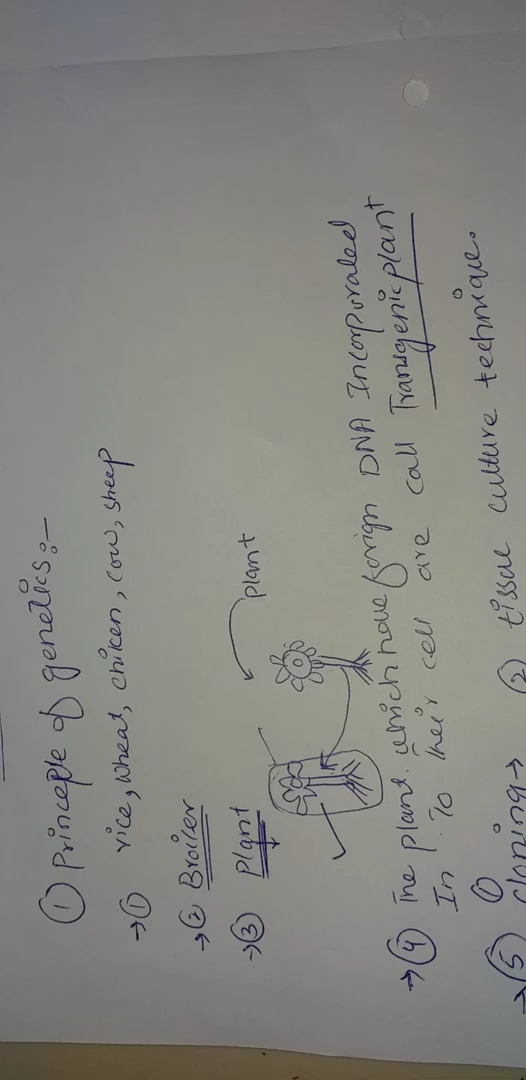 ① Princeple of genetics:-
→① rice, wheat, chiken, cow, sheep
→② Broiler
→③ Plant
plant
→④ The plant which have forign DNA Incorporated
In To their cell are call Transgenic plant
→⑤ ① Cloning → ② tissue culture technique.